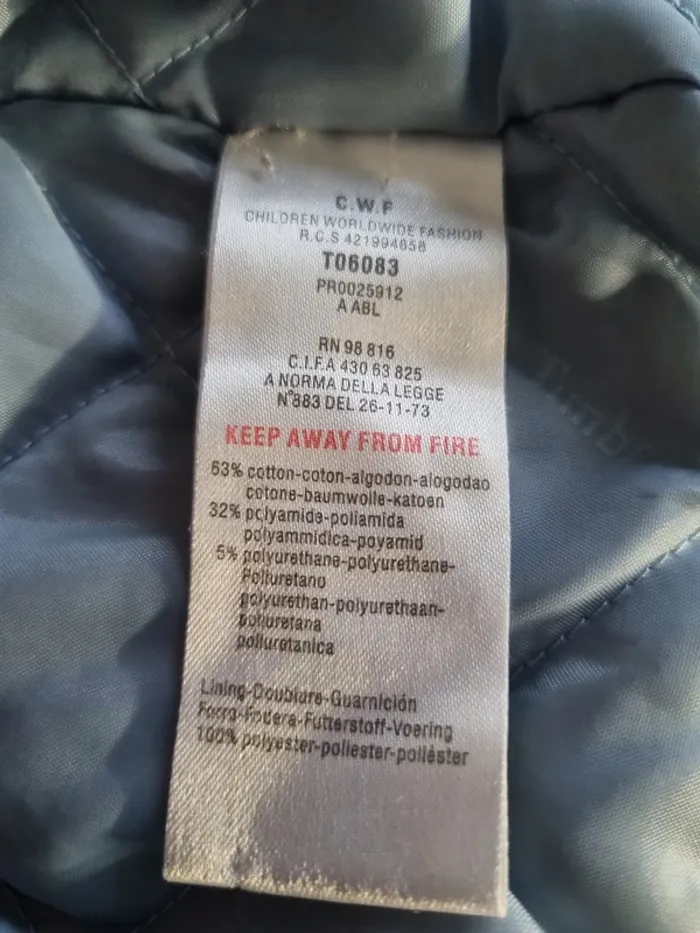 C.W.F
CHILDREN WORLDWIDE FASHION
R.C.S 421994658
T06083
PR0025912
A ABL
RN 98 816
C.I.F.A 430 63 825
A NORMA DELLA LEGGE
N°883 DEL 26-11-73
KEEP AWAY FROM FIRE
63% cotton-coton-algodon-alogodao
cotone-baumwolle-katoen
32% polyamide-poliamida
polyammidica-poyamid
5% polyurethane-polyurethane-
Poliuretano
polyurethan-polyurethaan-
poliuretana
poliuretanica
Lining-Doublure-Guarnición
Forro-Fodera-Futterstoff-Voering
100% polyester-poliester-poliéster